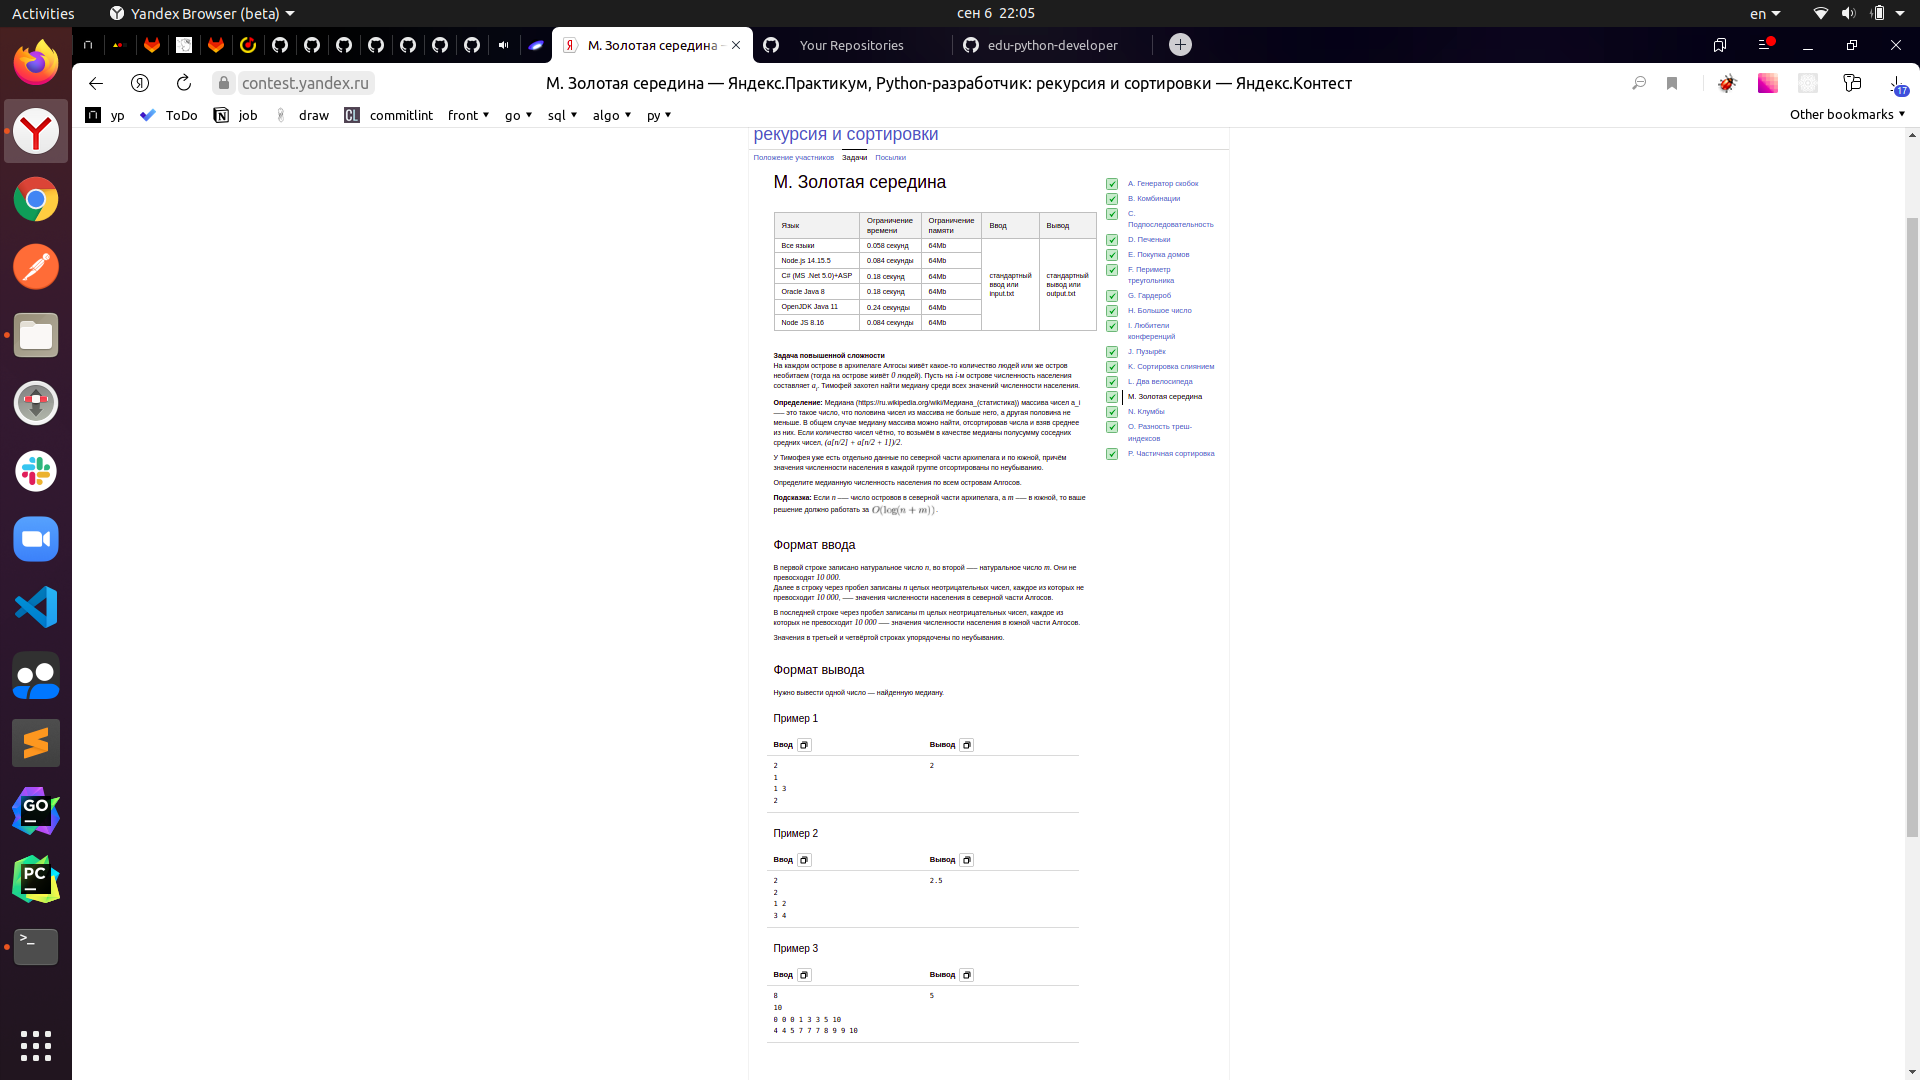 Activities
Yandex Browser (beta)
сен 6 22:05
en
М. Золотая середина
Your Repositories
edu-python-developer
contest.yandex.ru
М. Золотая середина — Яндекс.Практикум, Python-разработчик: рекурсия и сортировки — Яндекс.Контест
17
yp
ToDo
job
draw
CL
commitlint
front
go
sql
algo
py
Other bookmarks
рекурсия и сортировки
Положение участников
Задачи
Посылки
M. Золотая середина
Язык
Ограничение времени
Ограничение памяти
Ввод
Вывод
Все языки 0.058 секунд 64Mb
Node.js 14.15.5 0.084 секунды 64Mb
C# (MS .Net 5.0)+ASP 0.18 секунд 64Mb
Oracle Java 8 0.18 секунд 64Mb
OpenJDK Java 11 0.24 секунды 64Mb
Node JS 8.16 0.084 секунды 64Mb
стандартный ввод или input.txt
стандартный вывод или output.txt
Задача повышенной сложности
На каждом острове в архипелаге Алгосы живёт какое-то количество людей или же остров
необитаем (тогда на острове живёт 0 людей). Пусть на i-м острове численность населения
составляет a_i. Тимофей захотел найти медиану среди всех значений численности населения.
Определение: Медиана (https://ru.wikipedia.org/wiki/Медиана_(статистика)) массива чисел a_i
—– это такое число, что половина чисел из массива не больше него, а другая половина не
меньше. В общем случае медиану массива можно найти, отсортировав числа и взяв среднее
из них. Если количество чисел чётно, то возьмём в качестве медианы полусумму соседних
средних чисел, (a[n/2] + a[n/2 + 1])/2.
У Тимофея уже есть отдельно данные по северной части архипелага и по южной, причём
значения численности населения в каждой группе отсортированы по неубыванию.
Определите медианную численность населения по всем островам Алгосов.
Подсказка: Если n —– число островов в северной части архипелага, а m —– в южной, то ваше
решение должно работать за O(log(n + m)).
Формат ввода
В первой строке записано натуральное число n, во второй —– натуральное число m. Они не
превосходят 10 000.
Далее в строку через пробел записаны n целых неотрицательных чисел, каждое из которых не
превосходит 10 000, —– значения численности населения в северной части Алгосов.
В последней строке через пробел записаны m целых неотрицательных чисел, каждое из
которых не превосходит 10 000 —– значения численности населения в южной части Алгосов.
Значения в третьей и четвёртой строках упорядочены по неубыванию.
Формат вывода
Нужно вывести одной число — найденную медиану.
Пример 1
Ввод
Вывод
2
1
1 3
2
2
Пример 2
Ввод
Вывод
2
2
1 2
3 4
2.5
Пример 3
Ввод
Вывод
8
10
0 0 0 1 3 3 5 10
4 4 5 7 7 7 8 9 9 10
5
A. Генератор скобок
B. Комбинации
C.
Подпоследовательность
D. Печеньки
E. Покупка домов
F. Периметр
треугольника
G. Гардероб
H. Большое число
I. Любители
конференций
J. Пузырёк
K. Сортировка слиянием
L. Два велосипеда
M. Золотая середина
N. Клумбы
O. Разность треш-
индексов
P. Частичная сортировка
GO
PC